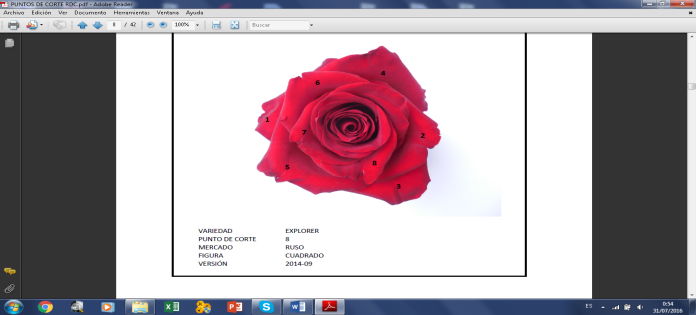 PUNTOS DE CORTE RDC.pdf - Adobe Reader
Archivo Edición Ver Documento Herramientas Ventana Ayuda
8 / 42 100% Buscar
4
6
1
7
2
5
8
3
VARIEDAD EXPLORER
PUNTO DE CORTE 8
MERCADO RUSO
FIGURA CUADRADO
VERSIÓN 2014-09
ES 0:54
31/07/2016